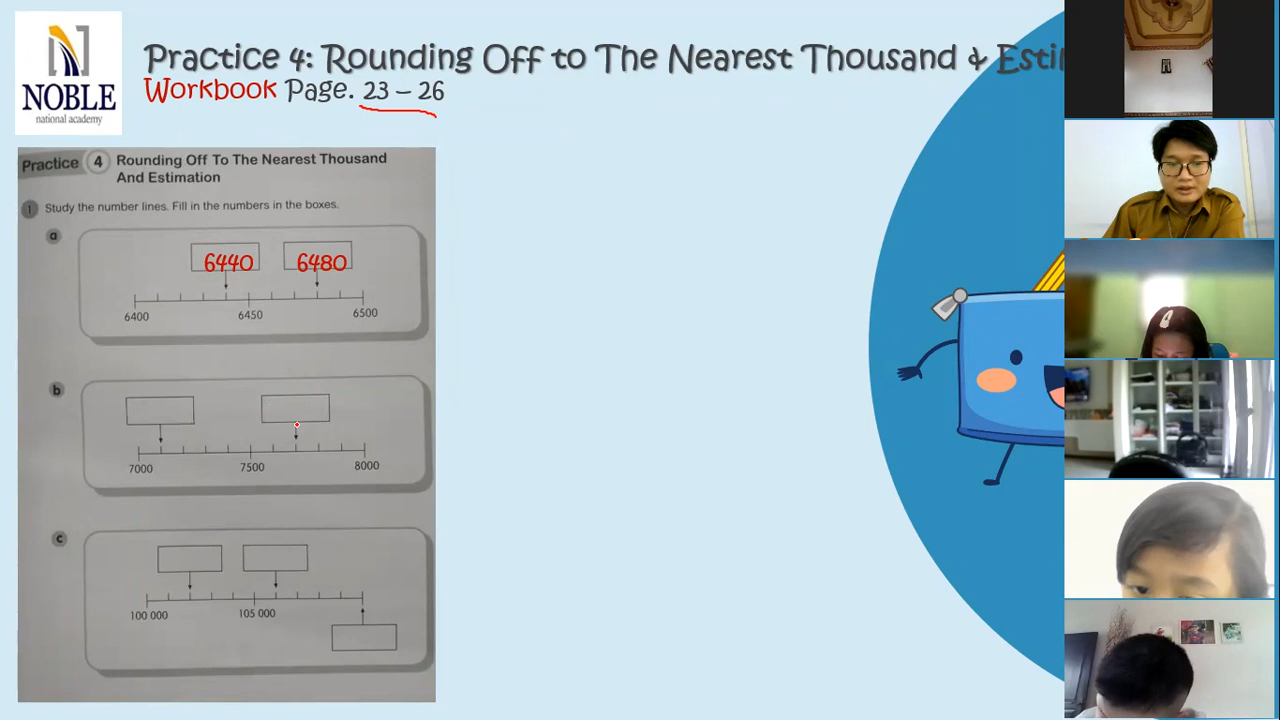 NOBLE
national academy
Practice 4: Rounding Off to The Nearest Thousand & Esti
Workbook Page. 23 – 26
Practice 4 Rounding Off To The Nearest Thousand
And Estimation
1 Study the number lines. Fill in the numbers in the boxes.
a
6440 6480
6400 6450 6500
b
7000 7500 8000
c
100 000 105 000